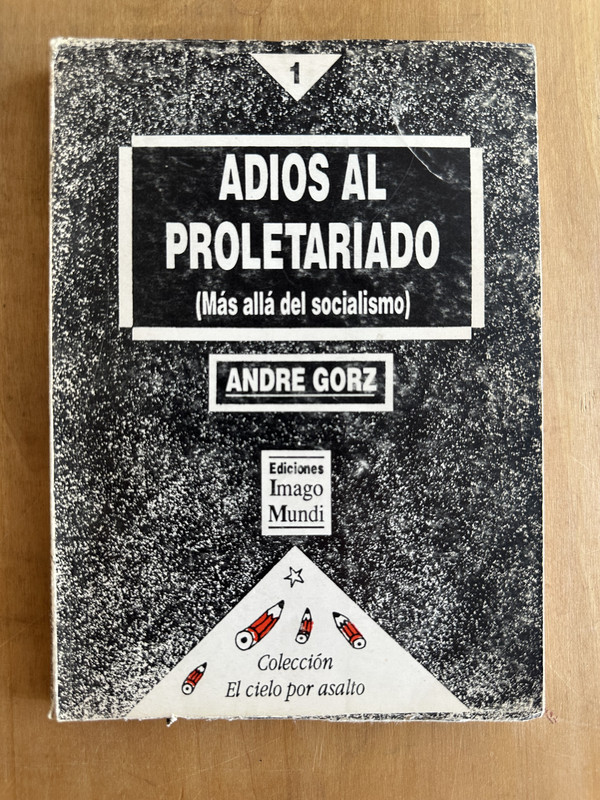 1
ADIOS AL
PROLETARIADO
(Más allá del socialismo)
ANDRE GORZ
Ediciones
Imago
Mundi
Colección
El cielo por asalto